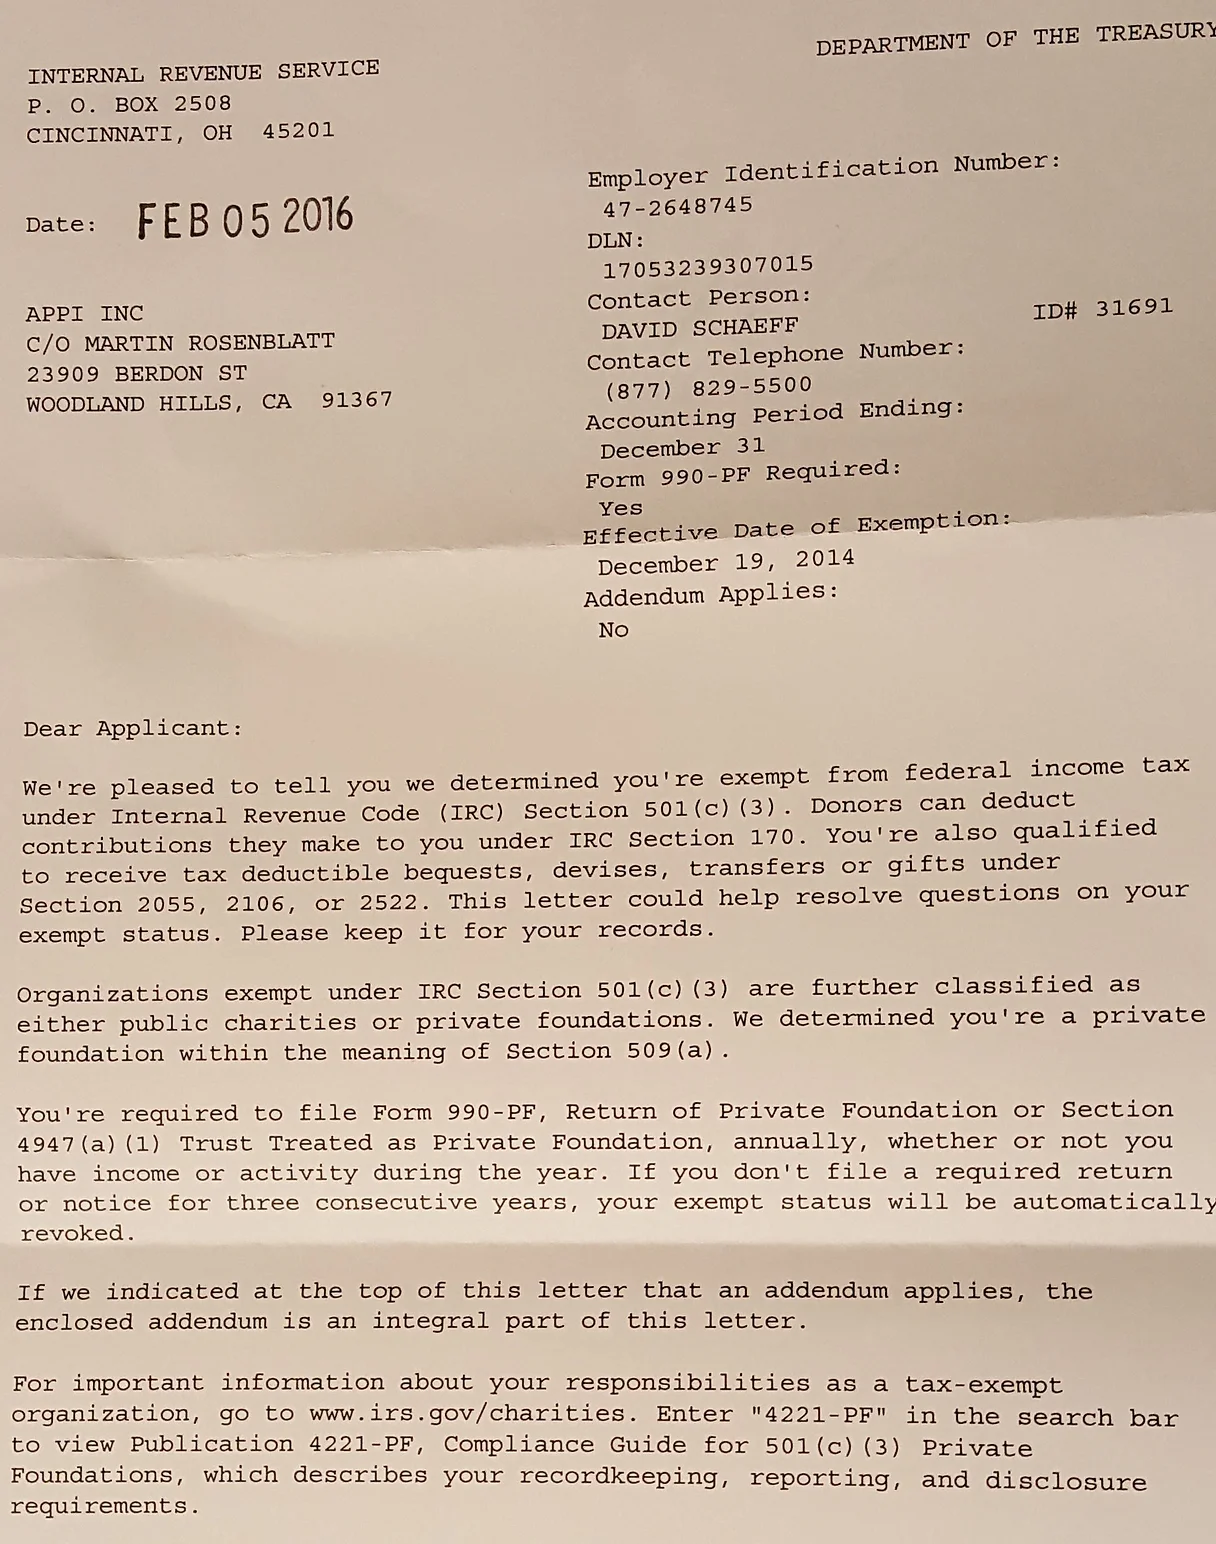 DEPARTMENT OF THE TREASURY
INTERNAL REVENUE SERVICE
P. O. BOX 2508
CINCINNATI, OH 45201
Date: FEB 05 2016
APPI INC
C/O MARTIN ROSENBLATT
23909 BERDON ST
WOODLAND HILLS, CA 91367
Employer Identification Number:
47-2648745
DLN:
17053239307015
Contact Person:
DAVID SCHAEFF ID# 31691
Contact Telephone Number:
(877) 829-5500
Accounting Period Ending:
December 31
Form 990-PF Required:
Yes
Effective Date of Exemption:
December 19, 2014
Addendum Applies:
No
Dear Applicant:
We're pleased to tell you we determined you're exempt from federal income tax
under Internal Revenue Code (IRC) Section 501(c)(3). Donors can deduct
contributions they make to you under IRC Section 170. You're also qualified
to receive tax deductible bequests, devises, transfers or gifts under
Section 2055, 2106, or 2522. This letter could help resolve questions on your
exempt status. Please keep it for your records.
Organizations exempt under IRC Section 501(c)(3) are further classified as
either public charities or private foundations. We determined you're a private
foundation within the meaning of Section 509(a).
You're required to file Form 990-PF, Return of Private Foundation or Section
4947(a)(1) Trust Treated as Private Foundation, annually, whether or not you
have income or activity during the year. If you don't file a required return
or notice for three consecutive years, your exempt status will be automatically
revoked.
If we indicated at the top of this letter that an addendum applies, the
enclosed addendum is an integral part of this letter.
For important information about your responsibilities as a tax-exempt
organization, go to www.irs.gov/charities. Enter "4221-PF" in the search bar
to view Publication 4221-PF, Compliance Guide for 501(c)(3) Private
Foundations, which describes your recordkeeping, reporting, and disclosure
requirements.